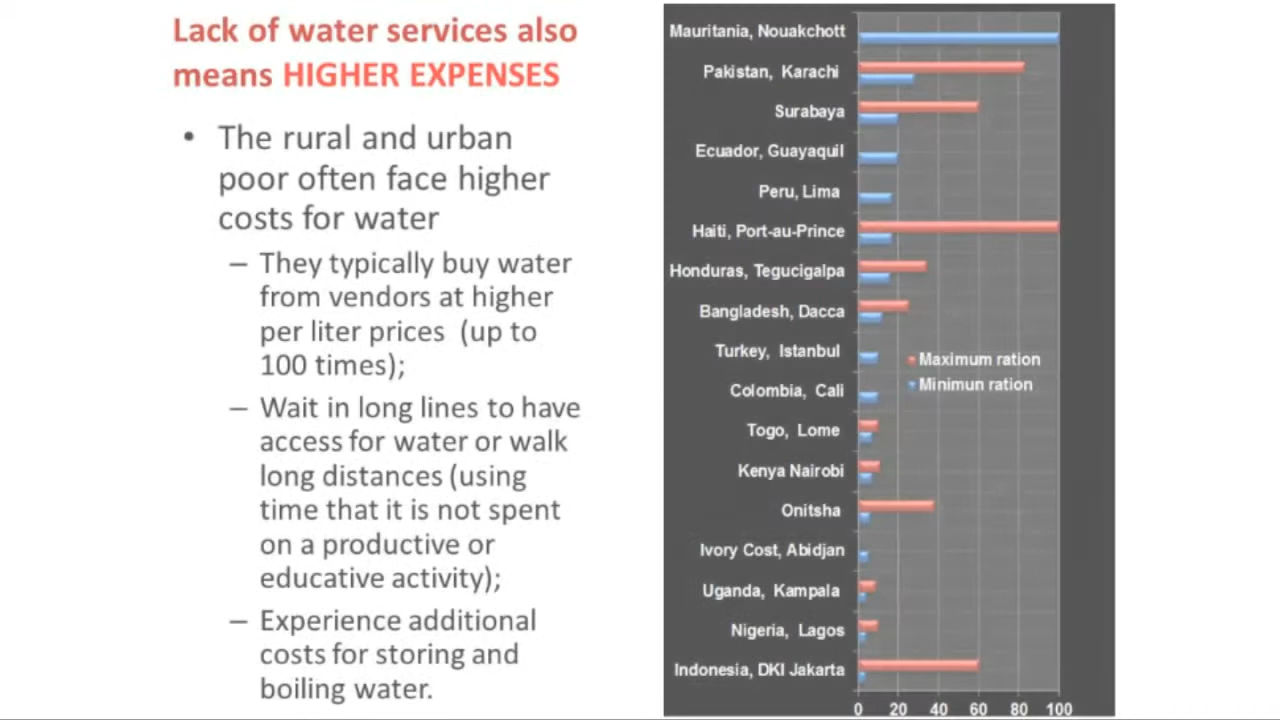 Lack of water services also
means HIGHER EXPENSES
• The rural and urban
poor often face higher
costs for water
– They typically buy water
from vendors at higher
per liter prices (up to
100 times);
– Wait in long lines to have
access for water or walk
long distances (using
time that it is not spent
on a productive or
educative activity);
– Experience additional
costs for storing and
boiling water.
Mauritania, Nouakchott
Pakistan, Karachi
Surabaya
Ecuador, Guayaquil
Peru, Lima
Haiti, Port-au-Prince
Honduras, Tegucigalpa
Bangladesh, Dacca
Turkey, Istanbul
Colombia, Cali
Togo, Lome
Kenya Nairobi
Onitsha
Ivory Cost, Abidjan
Uganda, Kampala
Nigeria, Lagos
Indonesia, DKI Jakarta
Maximum ration
Minimun ration
0 20 40 60 80 100